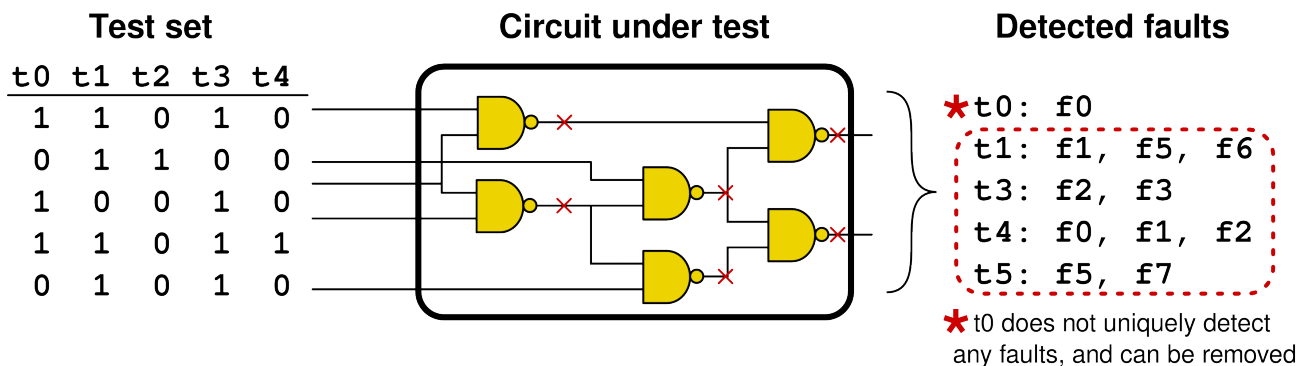 Test set
Circuit under test
Detected faults
t0 t1 t2 t3 t4
1 1 0 1 0
0 1 1 0 0
1 0 0 1 0
1 1 0 1 1
0 1 0 1 0
*t0: f0
t1: f1, f5, f6
t3: f2, f3
t4: f0, f1, f2
t5: f5, f7
* t0 does not uniquely detect
any faults, and can be removed